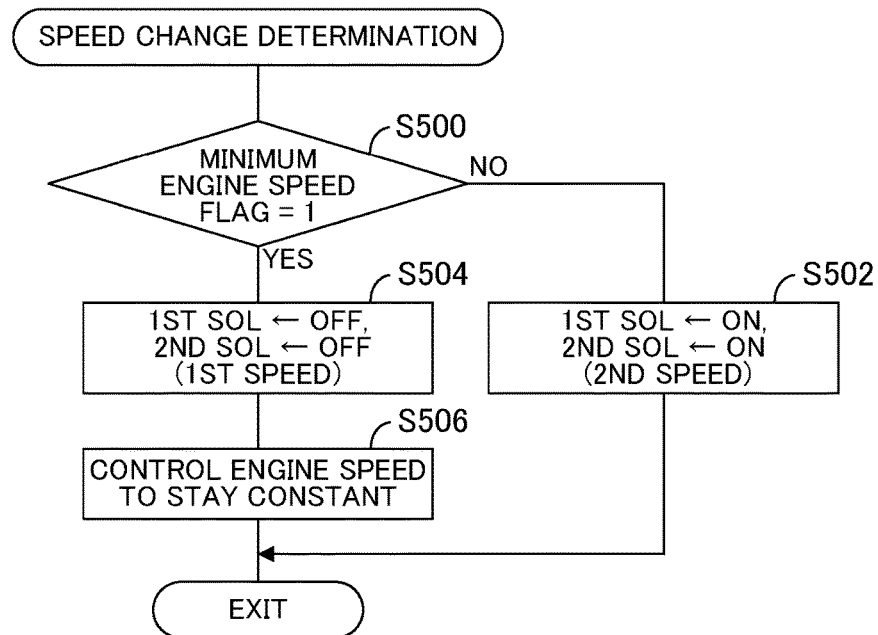 SPEED CHANGE DETERMINATION
S500
MINIMUM
ENGINE SPEED
FLAG = 1
NO
YES
S504
1ST SOL ← OFF,
2ND SOL ← OFF
(1ST SPEED)
S502
1ST SOL ← ON,
2ND SOL ← ON
(2ND SPEED)
S506
CONTROL ENGINE SPEED
TO STAY CONSTANT
EXIT